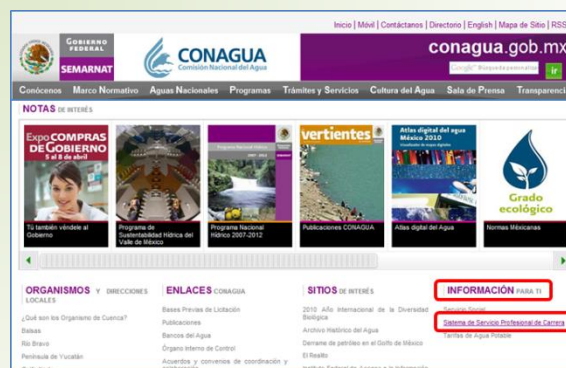 Inicio | Móvil | Contáctanos | Directorio | English | Mapa de Sitio | RSS
GOBIERNO
FEDERAL
SEMARNAT
CONAGUA
Comisión Nacional del Agua
conagua.gob.mx
Google™ Búsqueda personalizada
Ir
Conócenos Marco Normativo Aguas Nacionales Programas Trámites y Servicios Cultura del Agua Sala de Prensa Transparenci
NOTAS DE INTERÉS
Expo COMPRAS
DE GOBIERNO
5 al 8 de abril
Programa Nacional Hídrico
vertientes
Atlas digital del agua
México 2010
Grado
ecológico
Tú también véndele al
Gobierno
Programa de
Sustentabilidad Hídrica del
Valle de México
Programa Nacional
Hídrico 2007-2012
Publicaciones CONAGUA
Atlas digital del Agua
Normas Mexicanas
ORGANISMOS Y DIRECCIONES
LOCALES
¿Qué son los Organismo de Cuenca?
Balsas
Río Bravo
Península de Yucatán
ENLACES CONAGUA
Bases Previas de Licitación
Publicaciones
Bancos del Agua
Órgano Interno de Control
Acuerdos y convenios de coordinación y
SITIOS DE INTERÉS
2010 Año Internacional de la Diversidad
Biológica
Archivo Histórico del Agua
Derrame de petróleo en el Golfo de México
El Realito
INFORMACIÓN PARA TI
Servicio Social
Sistema de Servicio Profesional de Carrera
Tarifas de Agua Potable